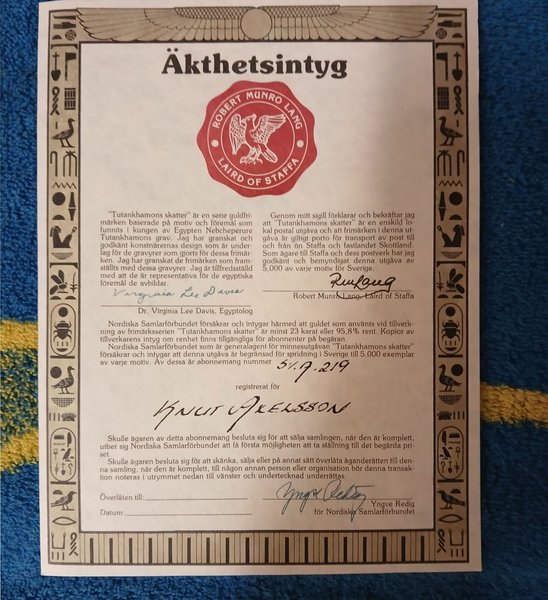 Äkthetsintyg
ROBERT MUNRO LANG
LAIRD OF STAFFA
"Tutankhamons skatter" är en serie guldfri-
märken baserade på motiv och föremål som
funnits i kungen av Egypten Nebcheperure
Tutankhamons grav. Jag har granskat och
godkänt konstnärernas design som är under-
lag för de gravyrer som gjorts för dessa frimär-
ken. Jag har granskat de frimärken som fram-
ställts med dessa gravyrer. Jag är tillfredsställd
med att de är representativa för de egyptiska
föremål de avbildar.
Virginia Lee Davis
Dr. Virginia Lee Davis, Egyptolog
Genom mitt sigill förklarar och bekräftar jag
att "Tutankhamons skatter" är en enskild lo-
kal postal utgåva och att frimärken i denna ut-
gåva är giltigt porto för transport av post till
och från ön Staffa och fastlandet Skottland.
Som ägare till Staffa och dess postverk har jag
godkänt och bemyndigat denna utgåva av
5.000 av varje motiv för Sverige.
Robert Munro Lang, Laird of Staffa
Nordiska Samlarförbundet försäkrar och intygar härmed att guldet som använts vid tillverkning
av frimärksserien "Tutankhamons skatter" är minst 23 karat eller 95,8% rent. Kopior av
tillverkarens intyg om renhet finns tillgängliga för abonnenter på begäran.
Nordiska Samlarförbundet som är generalagent för minnesutgåvan "Tutankhamons skatter"
försäkrar och intygar att denna utgåva är begränsad för spridning i Sverige till 5.000 exemplar
av varje motiv. Av dessa är abonnemang nummer
registrerat för
KNUT AXELSSON
Skulle ägaren av detta abonnemang besluta sig för att sälja samlingen, när den är komplett,
utber sig Nordiska Samlarförbundet att få första möjligheten att ta ställning till det begärda pri-
set.
Skulle ägaren besluta sig för att skänka, sälja eller på annat sätt överlåta äganderätten till den-
na samling, när den är komplett, till någon annan person eller organisation bör denna transak-
tion noteras i utrymmet nedan till vänster och undertecknad underrättas.
Överlåten till:
Datum
Yngve Redig
Yngve Redig
för Nordiska Samlarförbundet